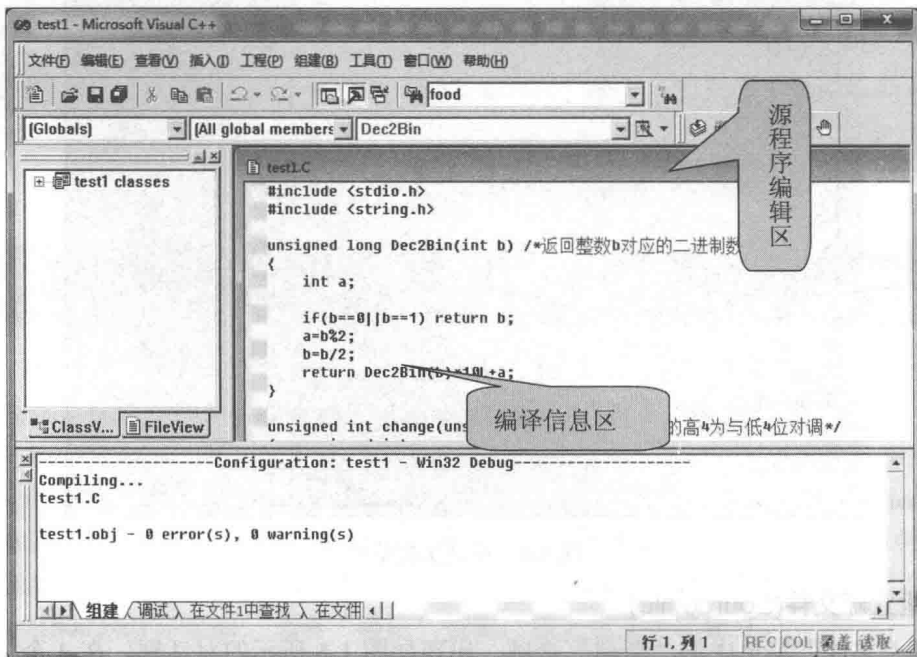 test1 - Microsoft Visual C++
文件(F) 编辑(E) 查看(V) 插入(I) 工程(P) 组建(B) 工具(T) 窗口(W) 帮助(H)
food
(Globals) (All global members Dec2Bin
源程序编辑区
test1 classes
test1.C
#include <stdio.h>
#include <string.h>
unsigned long Dec2Bin(int b) /*返回整数b对应的二进制数
{
int a;
if(b==0||b==1) return b;
a=b%2;
b=b/2;
return Dec2Bin(b)*10L+a;
}
编译信息区
unsigned int change(uns 的高4为与低4位对调*/
ClassV... FileView
--------------------Configuration: test1 - Win32 Debug--------------------
Compiling...
test1.C
test1.obj - 0 error(s), 0 warning(s)
组建 调试 在文件1中查找 在文件
行 1, 列 1 REC COL 覆盖 读取